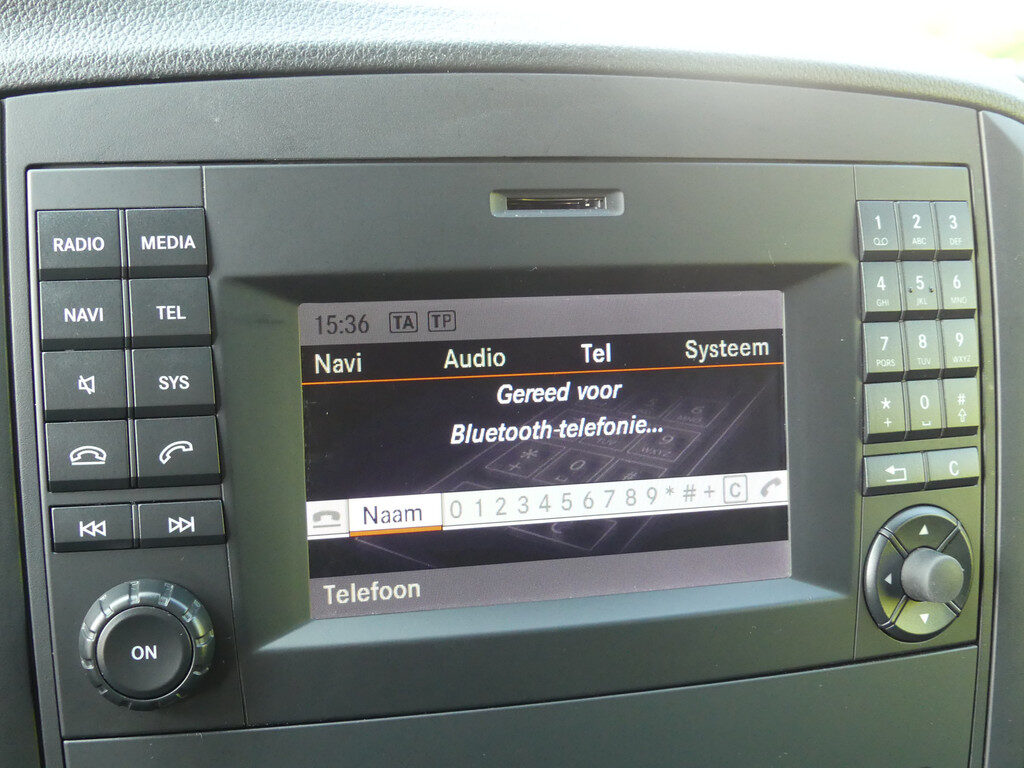 RADIO MEDIA
NAVI TEL
SYS
ON
15:36 TA TP
Navi Audio Tel Systeem
Gereed voor
Bluetooth-telefonie...
Naam 0 1 2 3 4 5 6 7 8 9 * # + C
Telefoon
1 2 3
ABC DEF
4 5 6
GHI JKL MNO
7 8 9
PQRS TUV WXYZ
* 0 #
+
C